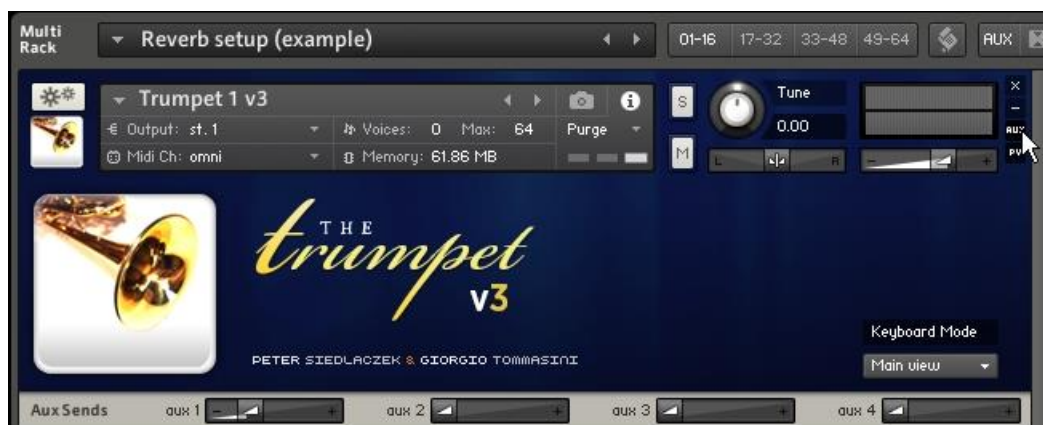 Multi Rack
Reverb setup (example)
01-16 17-32 33-48 49-64
AUX
Trumpet 1 v3
Output: st. 1
Voices: 0 Max: 64
Purge
Midi Ch: omni
Memory: 61.86 MB
S
M
Tune
0.00
L R
- +
×
-
AUX
PV
THE
trumpet
v3
PETER SIEDLACZEK & GIORGIO TOMMASINI
Keyboard Mode
Main view
Aux Sends aux 1 - + aux 2 + aux 3 + aux 4 +